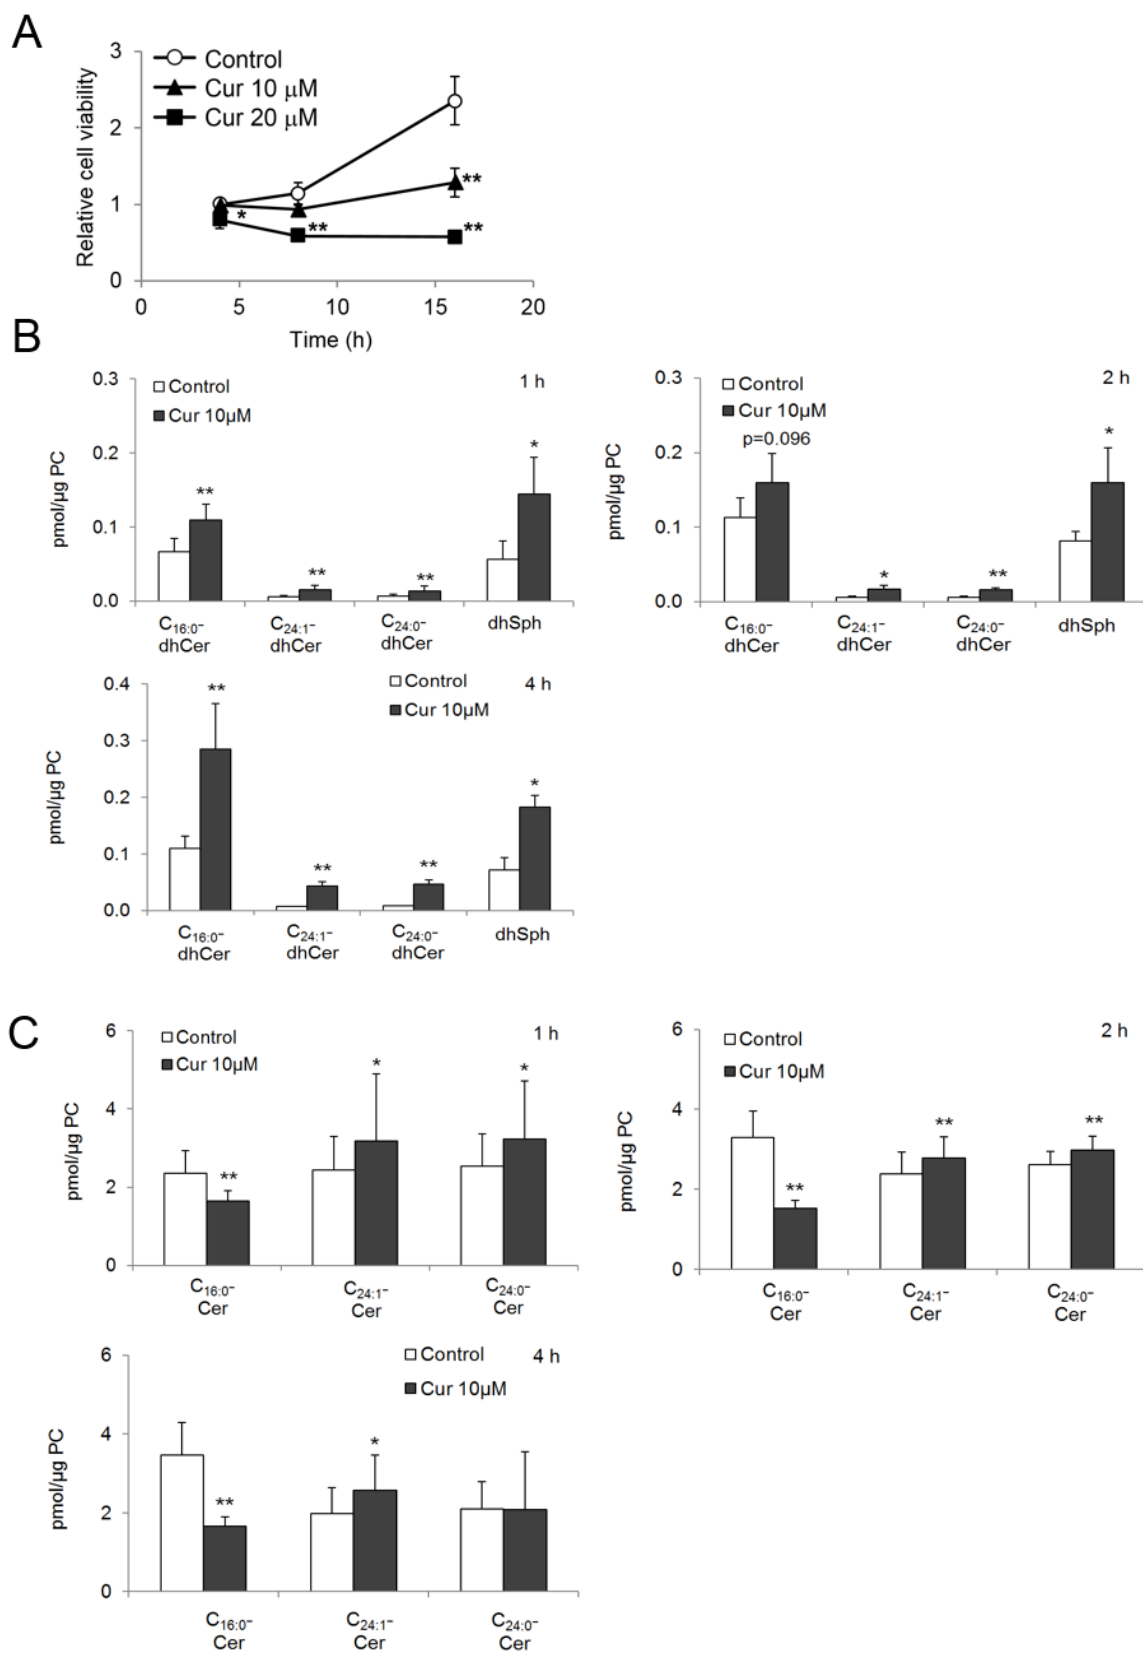 A
3
2
1
0
Relative cell viability
Control
Cur 10 μM
Cur 20 μM
*
**
**
**
0
5
10
15
20
Time (h)
B
0.3
0.2
0.1
0.0
pmol/µg PC
Control
Cur 10µM
1 h
**
**
**
*
C16:0-
dhCer
C24:1-
dhCer
C24:0-
dhCer
dhSph
0.3
0.2
0.1
0.0
pmol/µg PC
Control
Cur 10µM
2 h
p=0.096
*
**
*
C16:0-
dhCer
C24:1-
dhCer
C24:0-
dhCer
dhSph
0.4
0.3
0.2
0.1
0.0
pmol/µg PC
Control
Cur 10µM
4 h
**
**
**
*
C16:0-
dhCer
C24:1-
dhCer
C24:0-
dhCer
dhSph
C
6
4
2
0
pmol/µg PC
Control
Cur 10µM
1 h
**
*
*
C16:0-
Cer
C24:1-
Cer
C24:0-
Cer
6
4
2
0
pmol/µg PC
Control
Cur 10µM
2 h
**
**
**
C16:0-
Cer
C24:1-
Cer
C24:0-
Cer
6
4
2
0
pmol/µg PC
Control
Cur 10µM
4 h
**
*
C16:0-
Cer
C24:1-
Cer
C24:0-
Cer